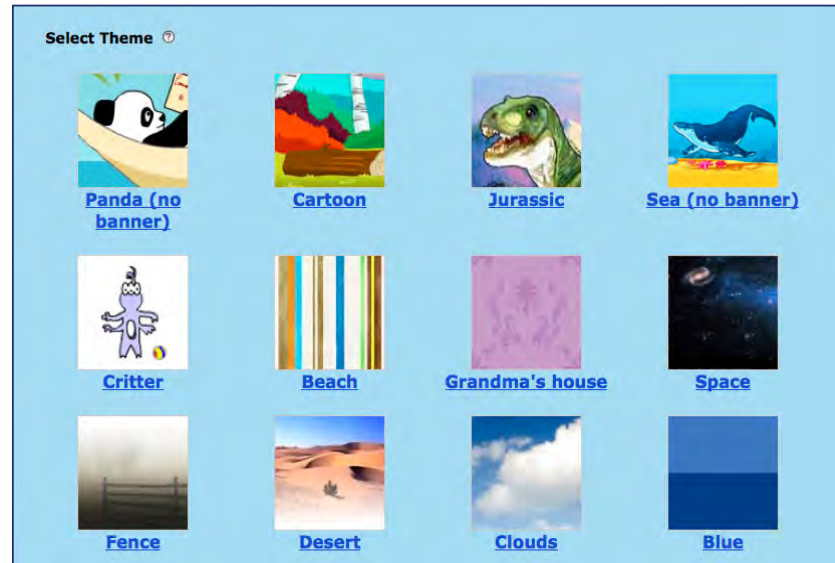 Select Theme ?
Panda (no
banner)
Cartoon
Jurassic
Sea (no banner)
Critter
Beach
Grandma's house
Space
Fence
Desert
Clouds
Blue